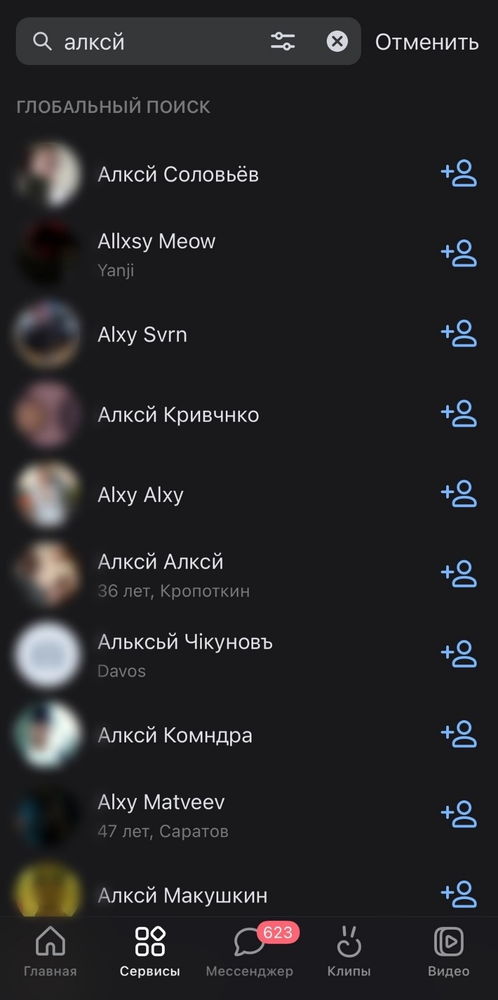 алксй
Отменить
ГЛОБАЛЬНЫЙ ПОИСК
Алксй Соловьёв
Allxsy Meow
Yanji
Alxy Svrn
Алксй Кривчнко
Alxy Alxy
Алксй Алксй
36 лет, Кропоткин
Альксьй Чікуновъ
Davos
Алксй Комндра
Alxy Matveev
47 лет, Саратов
Алксй Макушкин
623
Главная
Сервисы
Мессенджер
Клипы
Видео